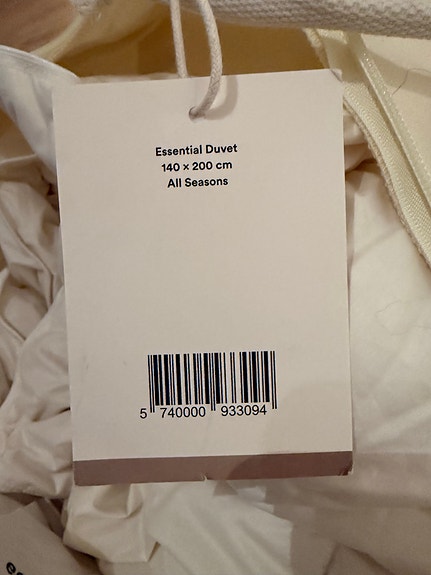 Essential Duvet
140 × 200 cm
All Seasons
5 740000 933094